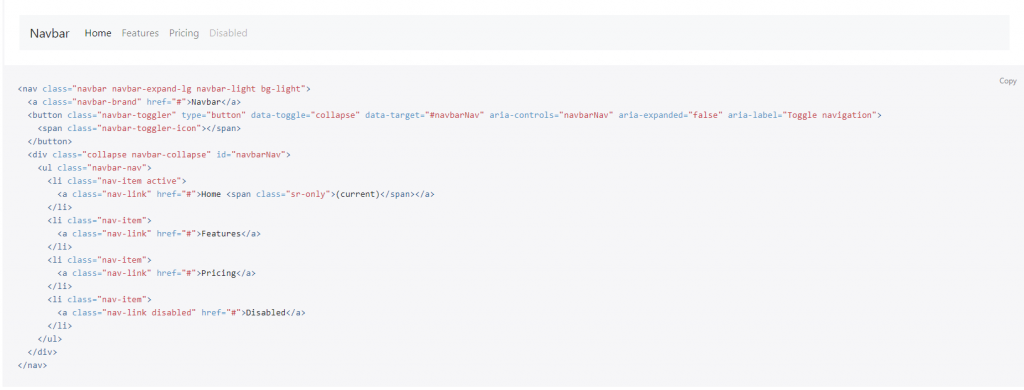 Navbar Home Features Pricing Disabled
Copy
<nav class="navbar navbar-expand-lg navbar-light bg-light">
  <a class="navbar-brand" href="#">Navbar</a>
  <button class="navbar-toggler" type="button" data-toggle="collapse" data-target="#navbarNav" aria-controls="navbarNav" aria-expanded="false" aria-label="Toggle navigation">
    <span class="navbar-toggler-icon"></span>
  </button>
  <div class="collapse navbar-collapse" id="navbarNav">
    <ul class="navbar-nav">
      <li class="nav-item active">
        <a class="nav-link" href="#">Home <span class="sr-only">(current)</span></a>
      </li>
      <li class="nav-item">
        <a class="nav-link" href="#">Features</a>
      </li>
      <li class="nav-item">
        <a class="nav-link" href="#">Pricing</a>
      </li>
      <li class="nav-item">
        <a class="nav-link disabled" href="#">Disabled</a>
      </li>
    </ul>
  </div>
</nav>